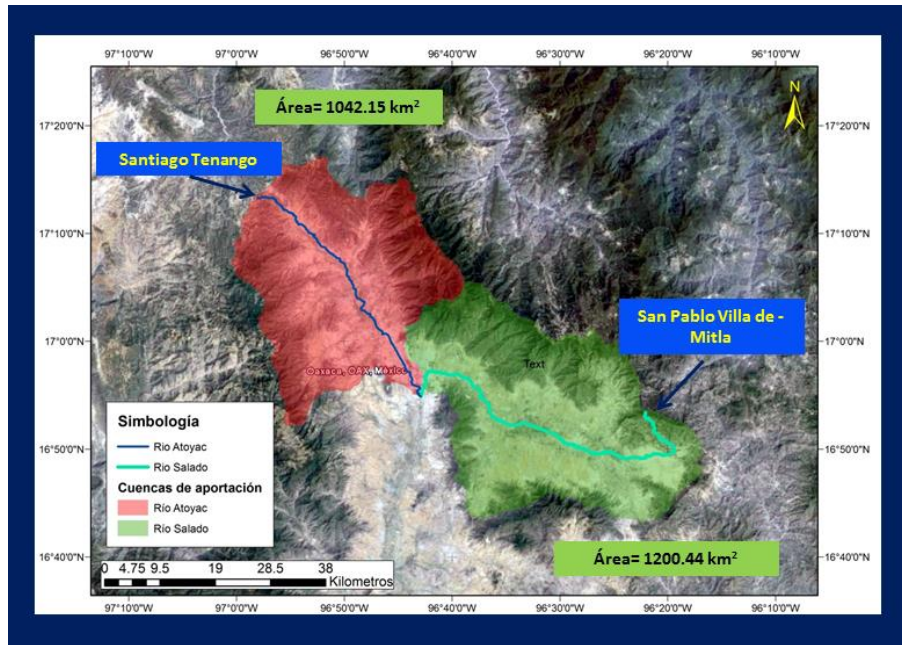 97°10'0"W 97°0'0"W 96°50'0"W 96°40'0"W 96°30'0"W 96°20'0"W 96°10'0"W
Área= 1042.15 km²
N
17°20'0"N 17°20'0"N
Santiago Tenango
17°10'0"N 17°10'0"N
San Pablo Villa de -
Mitla
17°0'0"N 17°0'0"N
Oaxaca, OAX, México
Text
Simbología
Rio Atoyac
Rio Salado
Cuencas de aportación
Río Atoyac
Río Salado
16°50'0"N 16°50'0"N
16°40'0"N 16°40'0"N
Área= 1200.44 km²
0 4.75 9.5 19 28.5 38
Kilometros
97°10'0"W 97°0'0"W 96°50'0"W 96°40'0"W 96°30'0"W 96°20'0"W 96°10'0"W